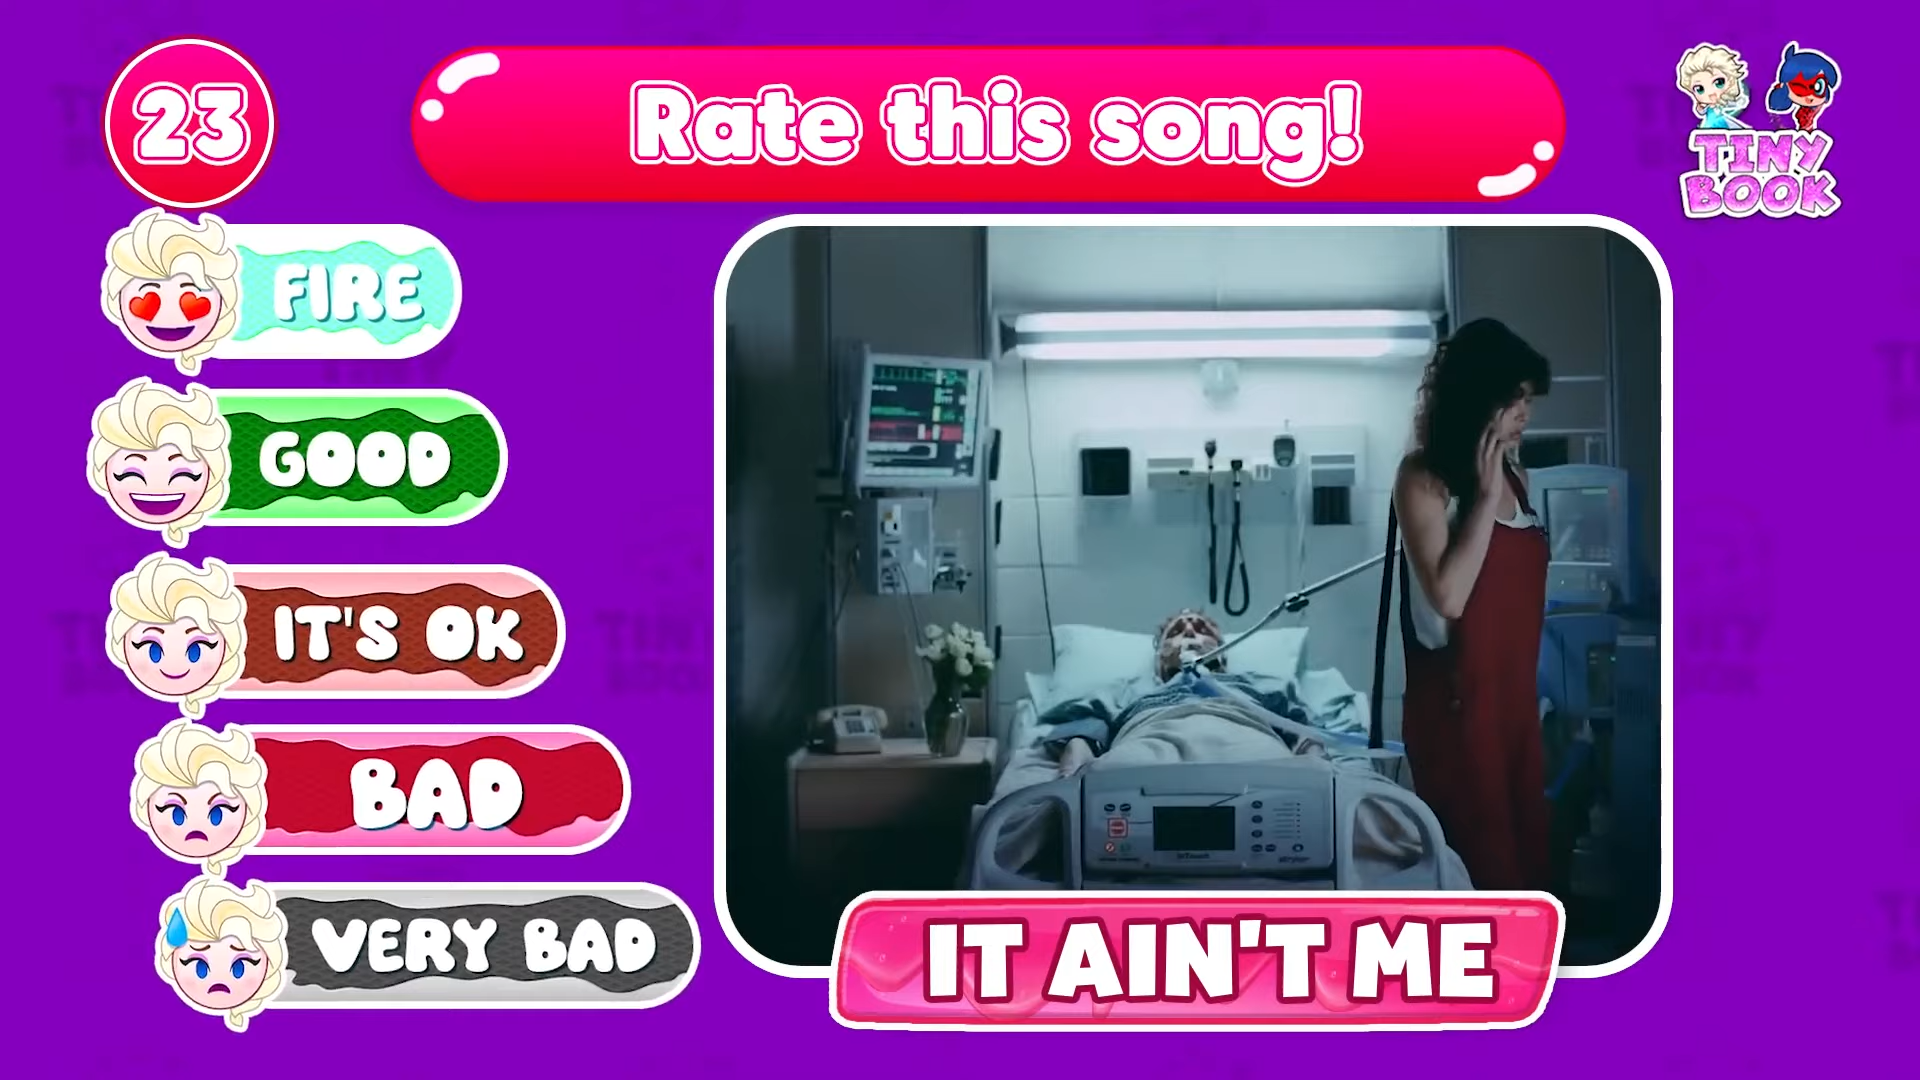 23
Rate this song!
TINY
BOOK
FIRE
GOOD
IT'S OK
BAD
VERY BAD
IT AIN'T ME